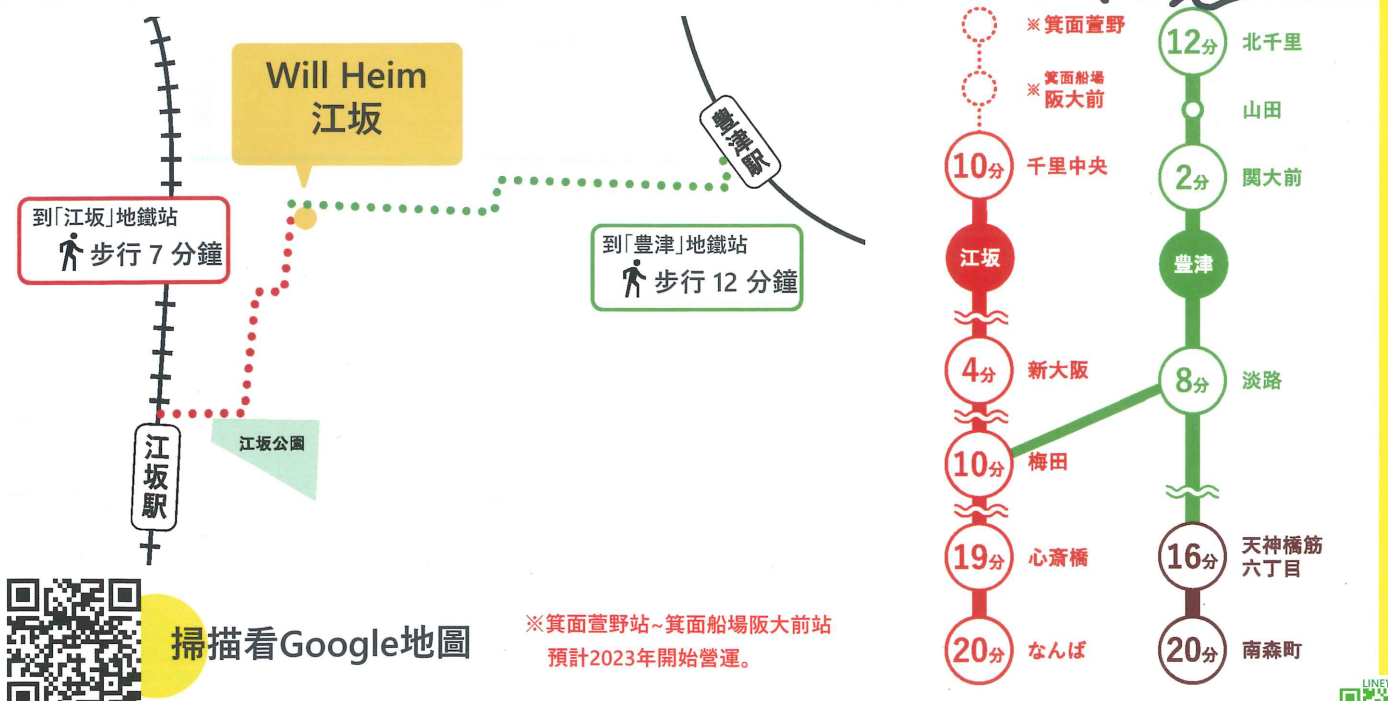 Will Heim
江坂
到「江坂」地鐵站
步行 7 分鐘
豊津駅
到「豊津」地鐵站
步行 12 分鐘
江坂駅
江坂公園
掃描看Google地圖
※箕面萱野站~箕面船場阪大前站
預計2023年開始營運。
※箕面萱野
※箕面船場
阪大前
10分 千里中央
江坂
4分 新大阪
10分 梅田
19分 心斎橋
20分 なんば
12分 北千里
山田
2分 関大前
豊津
8分 淡路
16分 天神橋筋
六丁目
20分 南森町
LINE